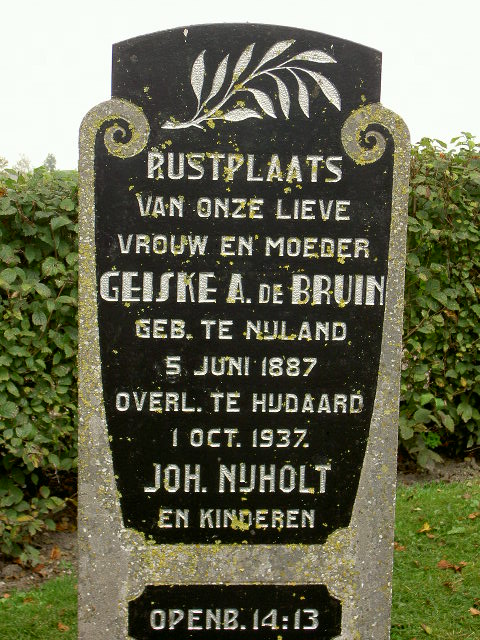 RUSTPLAATS
VAN ONZE LIEVE
VROUW EN MOEDER
GEISKE A. DE BRUIN
GEB. TE NIJLAND
5 JUNI 1887
OVERL. TE HIJDAARD
1 OCT. 1937.
JOH. NIJHOLT
EN KINDEREN
OPENB. 14:13